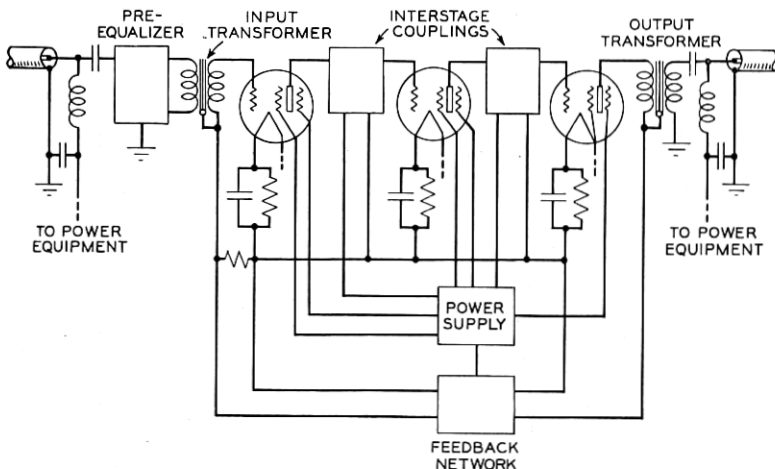 PRE-
EQUALIZER
INPUT
TRANSFORMER
INTERSTAGE
COUPLINGS
OUTPUT
TRANSFORMER
TO POWER
EQUIPMENT
TO POWER
EQUIPMENT
POWER
SUPPLY
FEEDBACK
NETWORK